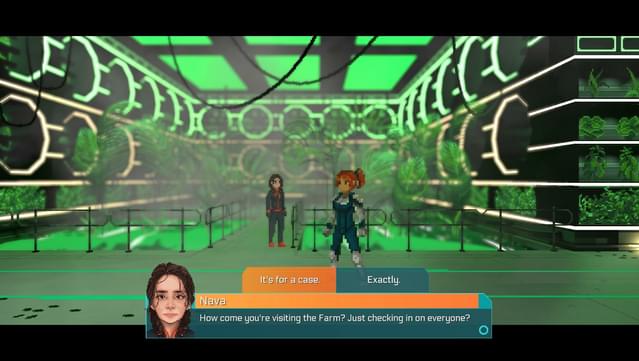 It's for a case.
Exactly.
Nava
How come you're visiting the Farm? Just checking in on everyone?